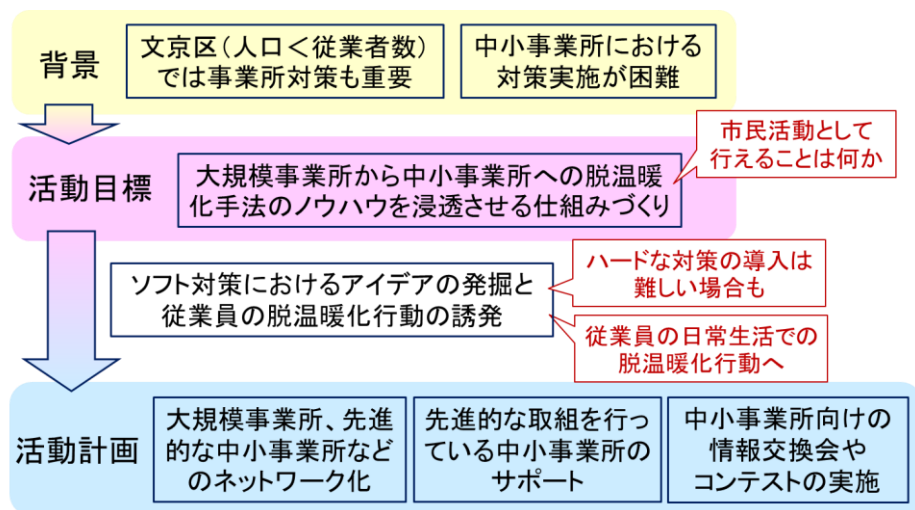 背景
文京区（人口＜従業者数）
では事業所対策も重要
中小事業所における
対策実施が困難
市民活動として
行えることは何か
活動目標
大規模事業所から中小事業所への脱温暖
化手法のノウハウを浸透させる仕組みづくり
ソフト対策におけるアイデアの発掘と
従業員の脱温暖化行動の誘発
ハードな対策の導入は
難しい場合も
従業員の日常生活での
脱温暖化行動へ
活動計画
大規模事業所、先進
的な中小事業所など
のネットワーク化
先進的な取組を行っ
ている中小事業所の
サポート
中小事業所向けの
情報交換会や
コンテストの実施